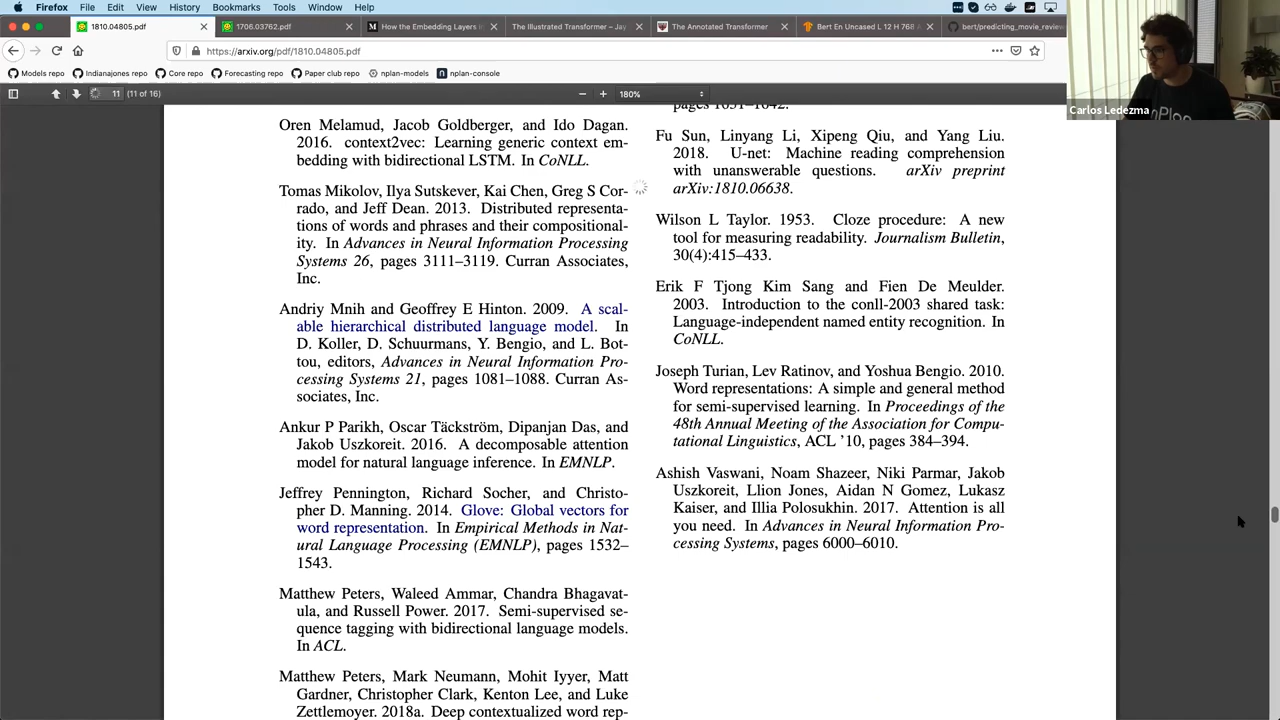 Firefox File Edit View History Bookmarks Tools Window Help
1810.04805.pdf
1706.03762.pdf
How the Embedding Layers i
The Illustrated Transformer – Jay
The Annotated Transformer
Bert En Uncased L 12 H 768 A
bert/predicting_movie_review
https://arxiv.org/pdf/1810.04805.pdf
Models repo Indianajones repo Core repo Forecasting repo Paper club repo nplan-models nplan-console
11 (11 of 16) 180%
Carlos Ledezma
Oren Melamud, Jacob Goldberger, and Ido Dagan.
2016. context2vec: Learning generic context em-
bedding with bidirectional LSTM. In CoNLL.
Tomas Mikolov, Ilya Sutskever, Kai Chen, Greg S Cor-
rado, and Jeff Dean. 2013. Distributed representa-
tions of words and phrases and their compositional-
ity. In Advances in Neural Information Processing
Systems 26, pages 3111–3119. Curran Associates,
Inc.
Andriy Mnih and Geoffrey E Hinton. 2009. A scal-
able hierarchical distributed language model. In
D. Koller, D. Schuurmans, Y. Bengio, and L. Bot-
tou, editors, Advances in Neural Information Pro-
cessing Systems 21, pages 1081–1088. Curran As-
sociates, Inc.
Ankur P Parikh, Oscar Täckström, Dipanjan Das, and
Jakob Uszkoreit. 2016. A decomposable attention
model for natural language inference. In EMNLP.
Jeffrey Pennington, Richard Socher, and Christo-
pher D. Manning. 2014. Glove: Global vectors for
word representation. In Empirical Methods in Nat-
ural Language Processing (EMNLP), pages 1532–
1543.
Matthew Peters, Waleed Ammar, Chandra Bhagavat-
ula, and Russell Power. 2017. Semi-supervised se-
quence tagging with bidirectional language models.
In ACL.
Matthew Peters, Mark Neumann, Mohit Iyyer, Matt
Gardner, Christopher Clark, Kenton Lee, and Luke
Zettlemoyer. 2018a. Deep contextualized word rep-
pages 1631–1642.
Fu Sun, Linyang Li, Xipeng Qiu, and Yang Liu.
2018. U-net: Machine reading comprehension
with unanswerable questions. arXiv preprint
arXiv:1810.06638.
Wilson L Taylor. 1953. Cloze procedure: A new
tool for measuring readability. Journalism Bulletin,
30(4):415–433.
Erik F Tjong Kim Sang and Fien De Meulder.
2003. Introduction to the conll-2003 shared task:
Language-independent named entity recognition. In
CoNLL.
Joseph Turian, Lev Ratinov, and Yoshua Bengio. 2010.
Word representations: A simple and general method
for semi-supervised learning. In Proceedings of the
48th Annual Meeting of the Association for Compu-
tational Linguistics, ACL ’10, pages 384–394.
Ashish Vaswani, Noam Shazeer, Niki Parmar, Jakob
Uszkoreit, Llion Jones, Aidan N Gomez, Lukasz
Kaiser, and Illia Polosukhin. 2017. Attention is all
you need. In Advances in Neural Information Pro-
cessing Systems, pages 6000–6010.